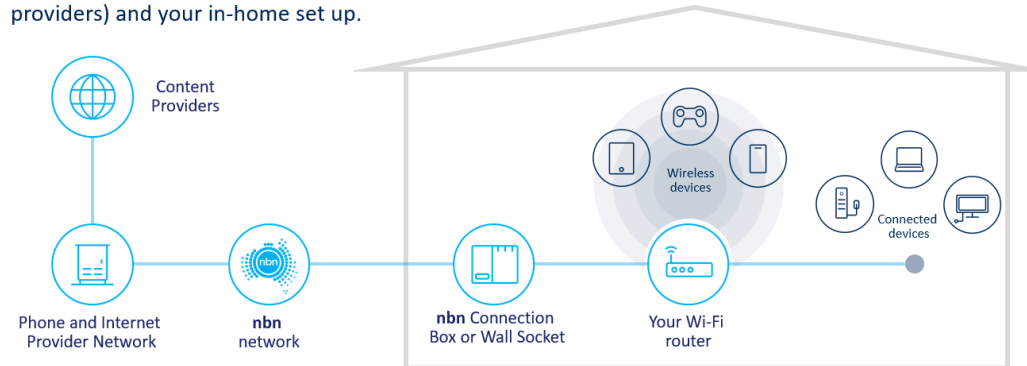 providers) and your in-home set up.
Content
Providers
Wireless
devices
Connected
devices
nbn
Phone and Internet
Provider Network
nbn
network
nbn Connection
Box or Wall Socket
Your Wi-Fi
router